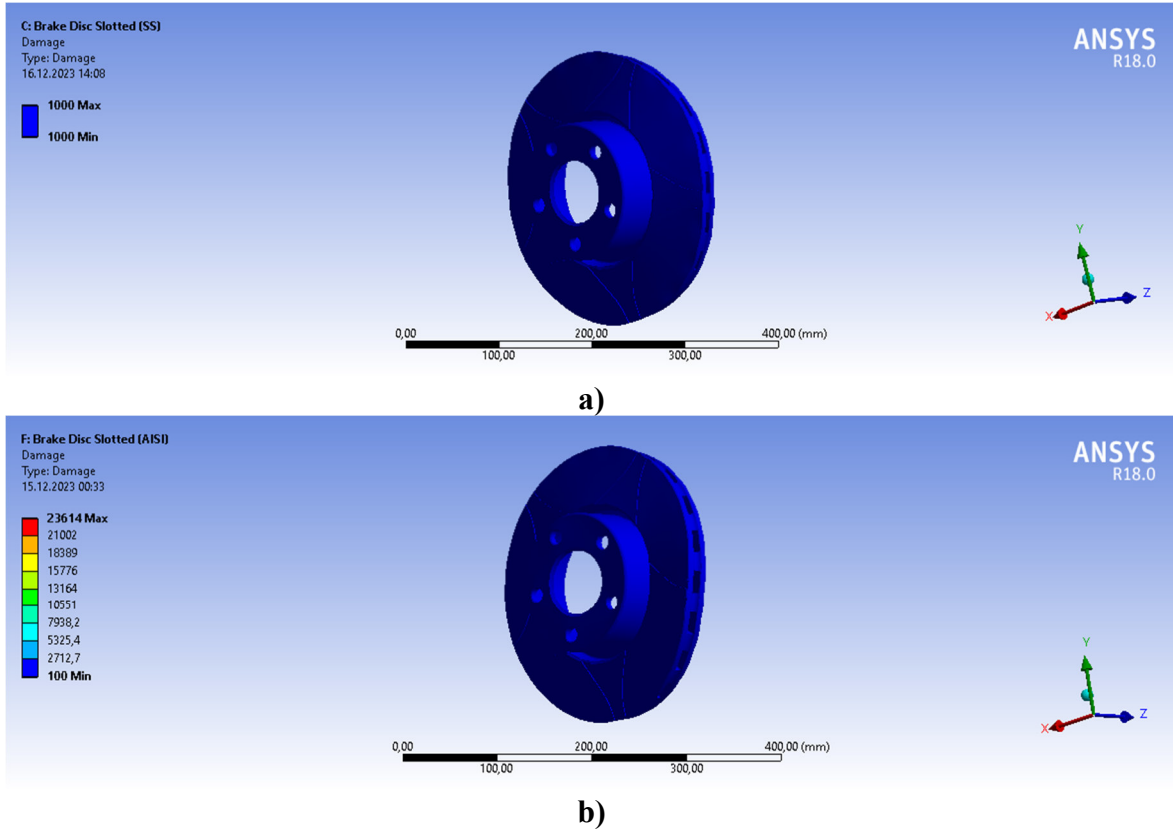 C: Brake Disc Slotted (SS)
Damage
Type: Damage
16.12.2023 14:08
1000 Max
1000 Min
ANSYS
R18.0
Y
Z
X
0,00
200,00
400,00 (mm)
100,00
300,00
a)
F: Brake Disc Slotted (AISI)
Damage
Type: Damage
15.12.2023 00:33
23614 Max
21002
18389
15776
13164
10551
7938,2
5325,4
2712,7
100 Min
ANSYS
R18.0
Y
Z
X
0,00
200,00
400,00 (mm)
100,00
300,00
b)